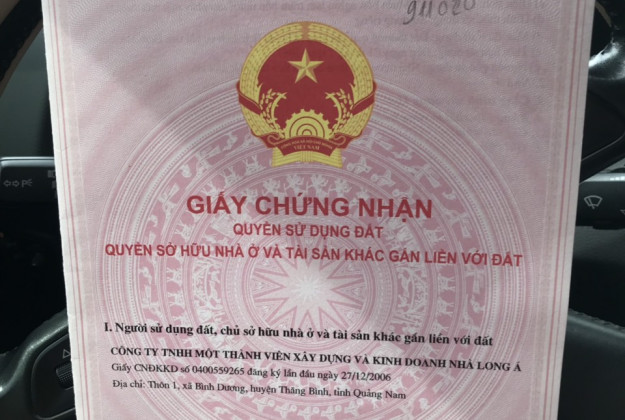 911020
GIẤY CHỨNG NHẬN
QUYỀN SỬ DỤNG ĐẤT
QUYỀN SỞ HỮU NHÀ Ở VÀ TÀI SẢN KHÁC GẮN LIỀN VỚI ĐẤT
I. Người sử dụng đất, chủ sở hữu nhà ở và tài sản khác gắn liền với đất
CÔNG TY TNHH MỘT THÀNH VIÊN XÂY DỰNG VÀ KINH DOANH NHÀ LONG Á
Giấy CNĐKKD số 0400559265 đăng ký lần đầu ngày 27/12/2006
Địa chỉ: Thôn 1, xã Bình Dương, huyện Thăng Bình, tỉnh Quảng Nam